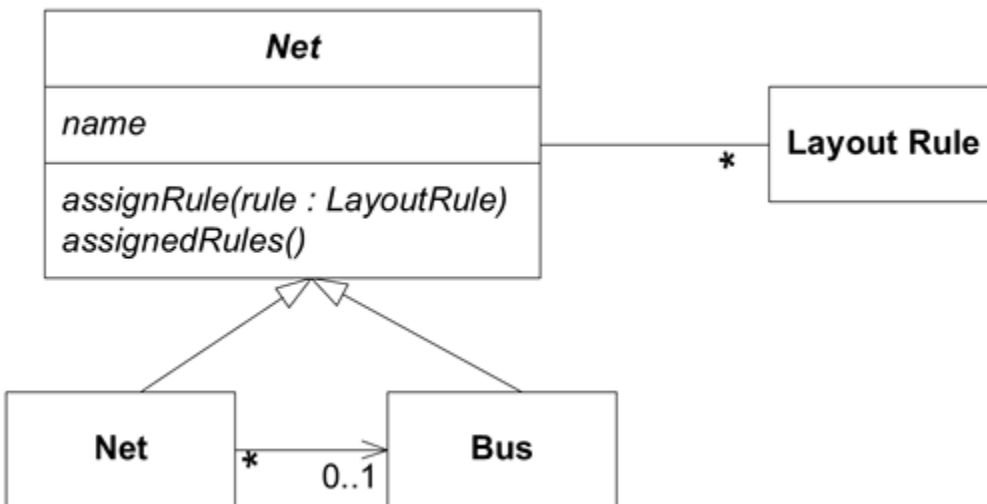 Net
name
Layout Rule
*
assignRule(rule : LayoutRule)
assignedRules()
Net
Bus
*
0..1